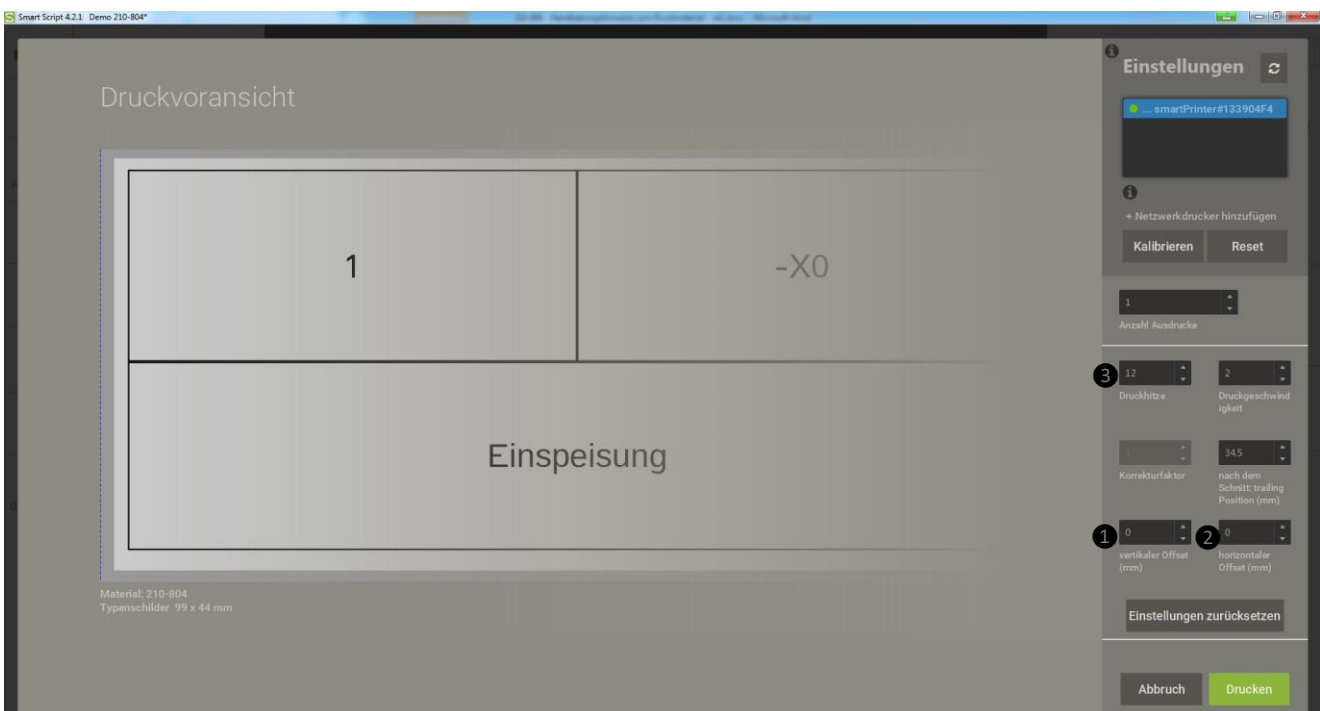 Smart Script 4.2.1 Demo 210-804*
Druckvoransicht
1
-X0
Einspeisung
Material: 210-804
Typenschilder 99 x 44 mm
Einstellungen
... smartPrinter#133904F4
+ Netzwerkdrucker hinzufügen
Kalibrieren Reset
1
Anzahl Ausdrucke
3 12 2
Druckhitze Druckgeschwind
igkeit
34,5
Korrekturfaktor nach dem
Schnitt: trailing
Position (mm)
1 0 2 0
vertikaler Offset horizontaler
(mm) Offset (mm)
Einstellungen zurücksetzen
Abbruch Drucken